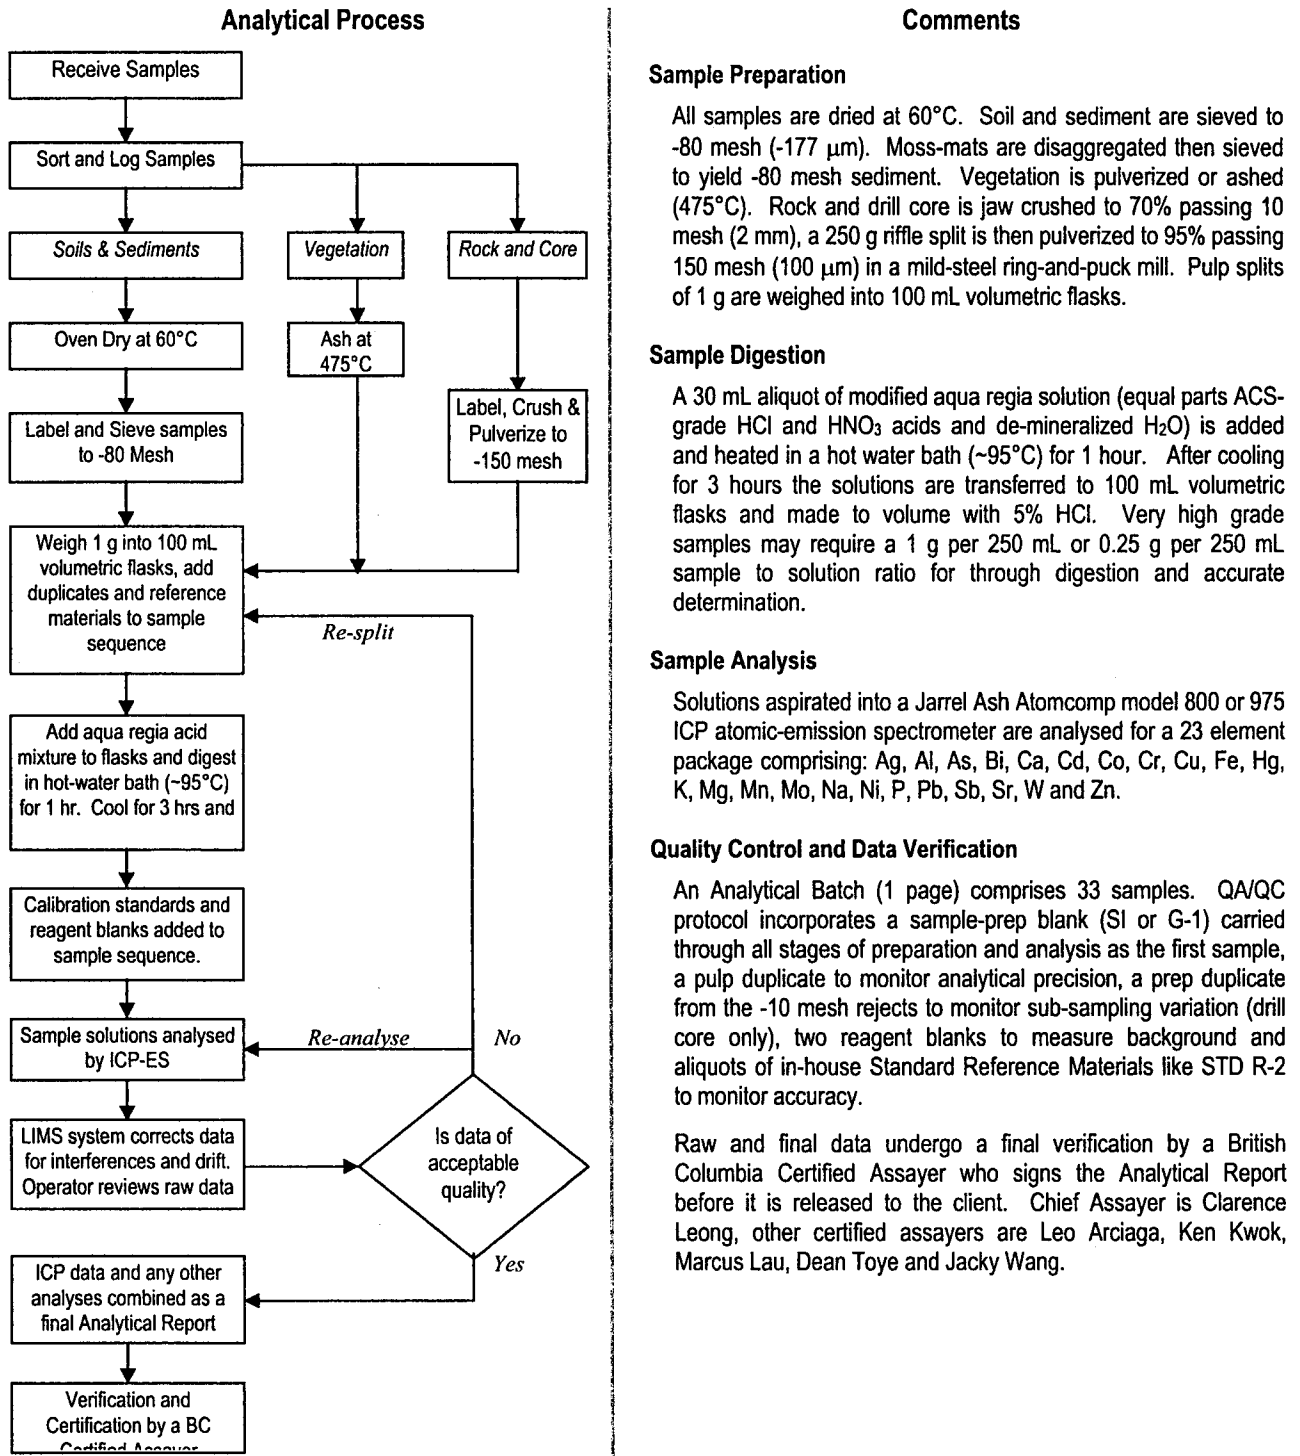 Analytical Process
Receive Samples
Sort and Log Samples
Soils & Sediments
Vegetation
Rock and Core
Oven Dry at 60°C
Ash at
475°C
Label and Sieve samples
to -80 Mesh
Label, Crush &
Pulverize to
-150 mesh
Weigh 1 g into 100 mL
volumetric flasks, add
duplicates and reference
materials to sample
sequence
Re-split
Add aqua regia acid
mixture to flasks and digest
in hot-water bath (~95°C)
for 1 hr. Cool for 3 hrs and
Calibration standards and
reagent blanks added to
sample sequence.
Sample solutions analysed
by ICP-ES
Re-analyse
No
LIMS system corrects data
for interferences and drift.
Operator reviews raw data
Is data of
acceptable
quality?
Yes
ICP data and any other
analyses combined as a
final Analytical Report
Verification and
Certification by a BC
Certified Assayer
Comments
Sample Preparation
All samples are dried at 60°C. Soil and sediment are sieved to
-80 mesh (-177 µm). Moss-mats are disaggregated then sieved
to yield -80 mesh sediment. Vegetation is pulverized or ashed
(475°C). Rock and drill core is jaw crushed to 70% passing 10
mesh (2 mm), a 250 g riffle split is then pulverized to 95% passing
150 mesh (100 µm) in a mild-steel ring-and-puck mill. Pulp splits
of 1 g are weighed into 100 mL volumetric flasks.
Sample Digestion
A 30 mL aliquot of modified aqua regia solution (equal parts ACS-
grade HCl and HNO₃ acids and de-mineralized H₂O) is added
and heated in a hot water bath (~95°C) for 1 hour. After cooling
for 3 hours the solutions are transferred to 100 mL volumetric
flasks and made to volume with 5% HCl. Very high grade
samples may require a 1 g per 250 mL or 0.25 g per 250 mL
sample to solution ratio for through digestion and accurate
determination.
Sample Analysis
Solutions aspirated into a Jarrel Ash Atomcomp model 800 or 975
ICP atomic-emission spectrometer are analysed for a 23 element
package comprising: Ag, Al, As, Bi, Ca, Cd, Co, Cr, Cu, Fe, Hg,
K, Mg, Mn, Mo, Na, Ni, P, Pb, Sb, Sr, W and Zn.
Quality Control and Data Verification
An Analytical Batch (1 page) comprises 33 samples. QA/QC
protocol incorporates a sample-prep blank (SI or G-1) carried
through all stages of preparation and analysis as the first sample,
a pulp duplicate to monitor analytical precision, a prep duplicate
from the -10 mesh rejects to monitor sub-sampling variation (drill
core only), two reagent blanks to measure background and
aliquots of in-house Standard Reference Materials like STD R-2
to monitor accuracy.
Raw and final data undergo a final verification by a British
Columbia Certified Assayer who signs the Analytical Report
before it is released to the client. Chief Assayer is Clarence
Leong, other certified assayers are Leo Arciaga, Ken Kwok,
Marcus Lau, Dean Toye and Jacky Wang.